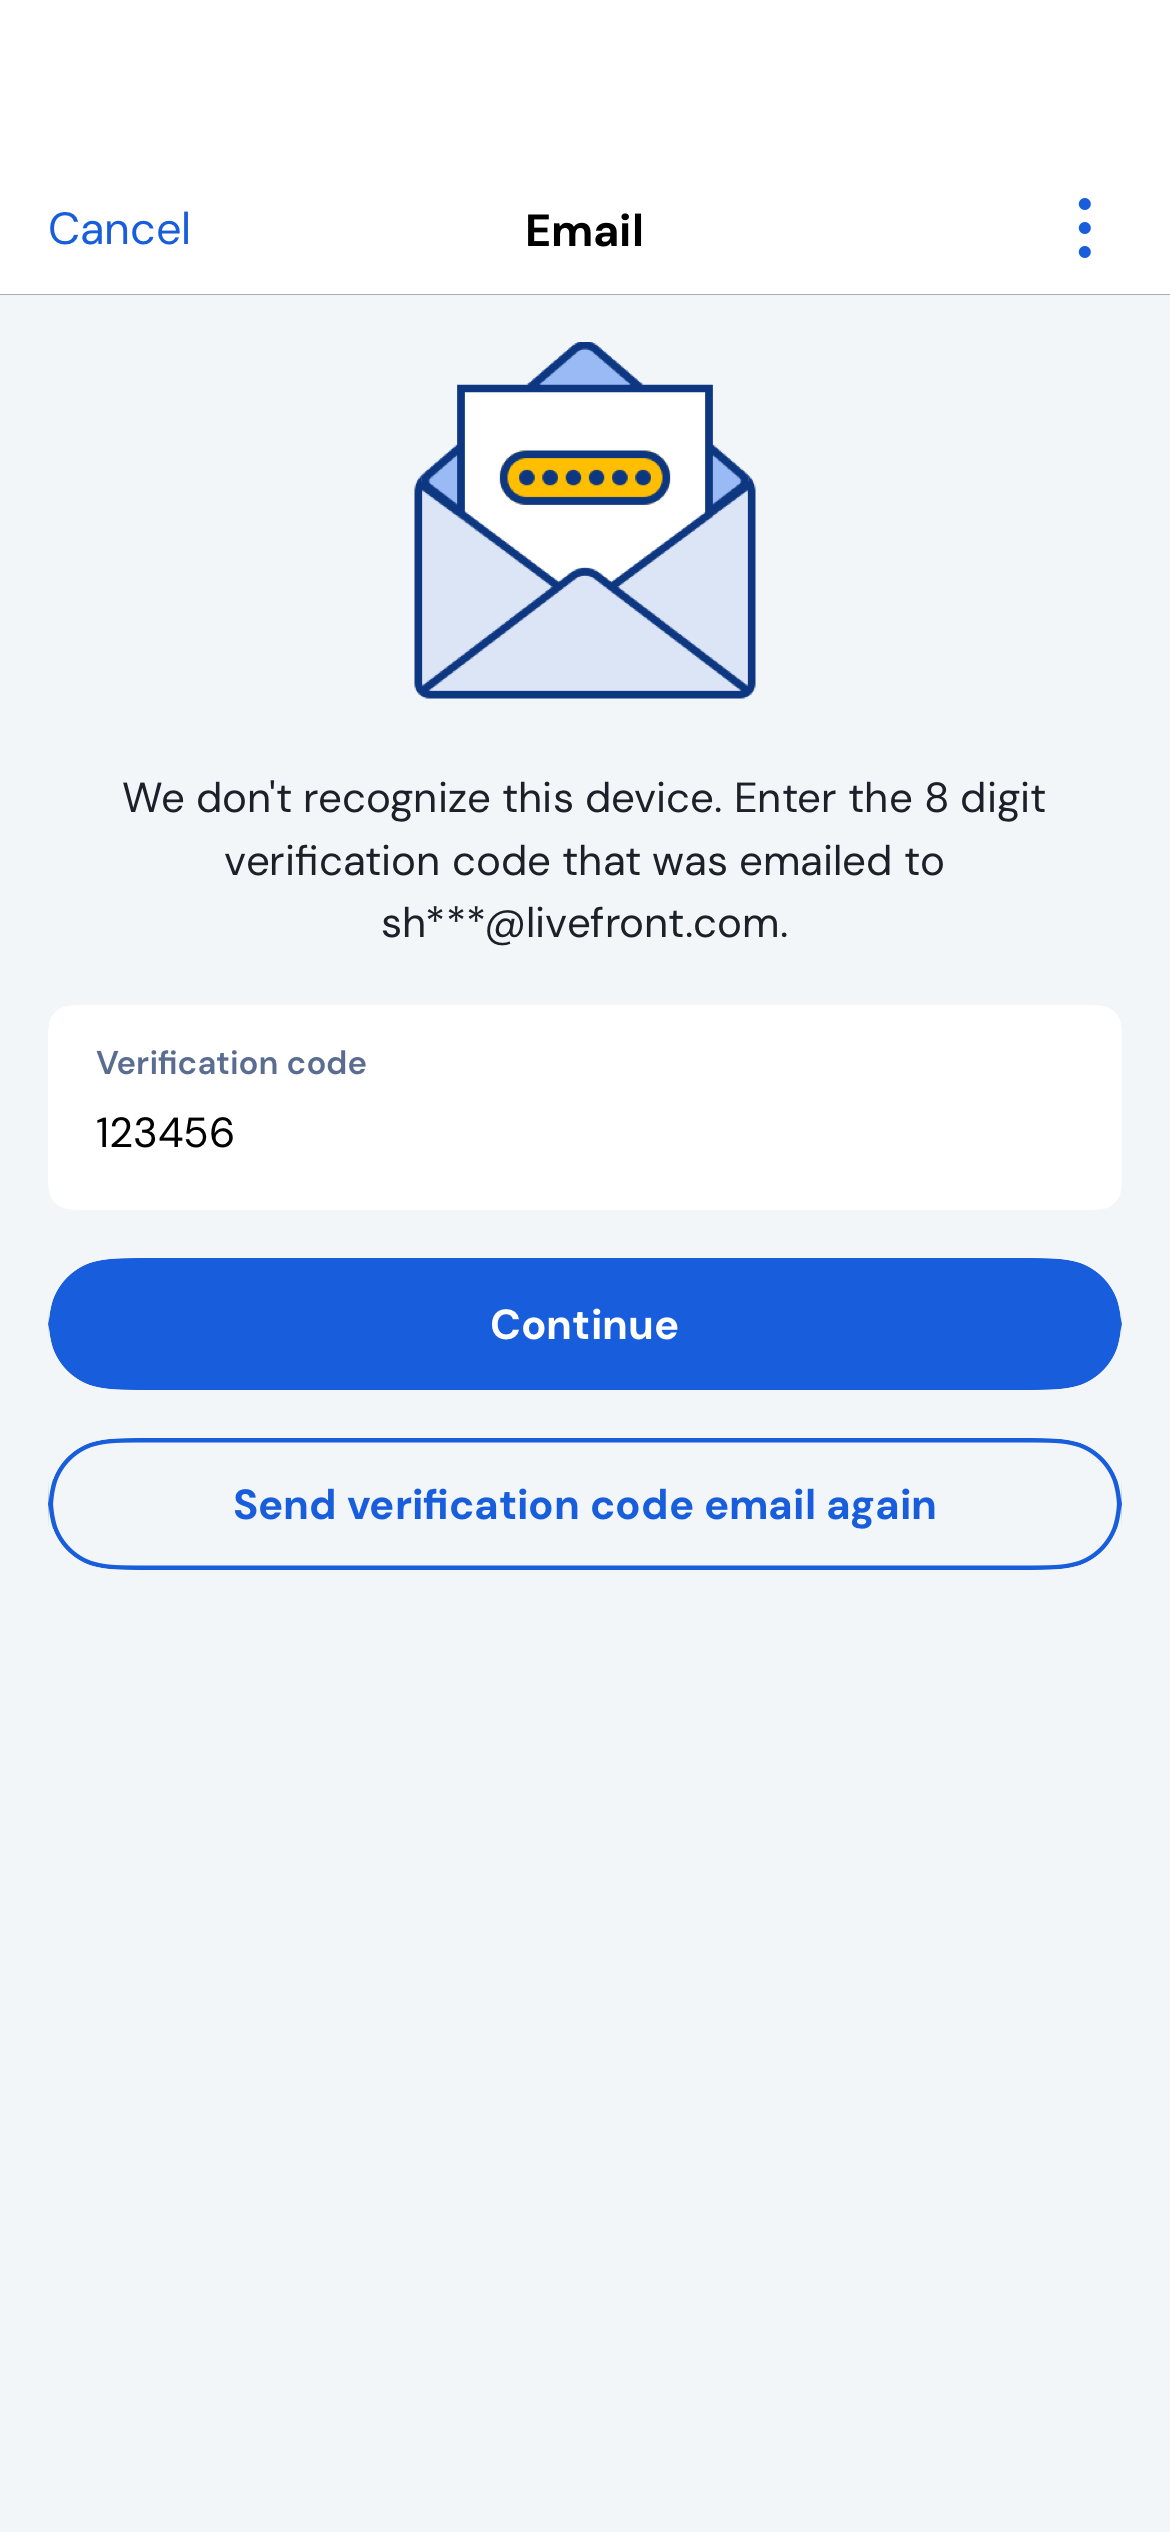 Cancel
Email
We don't recognize this device. Enter the 8 digit
verification code that was emailed to
sh***@livefront.com.
Verification code
123456
Continue
Send verification code email again